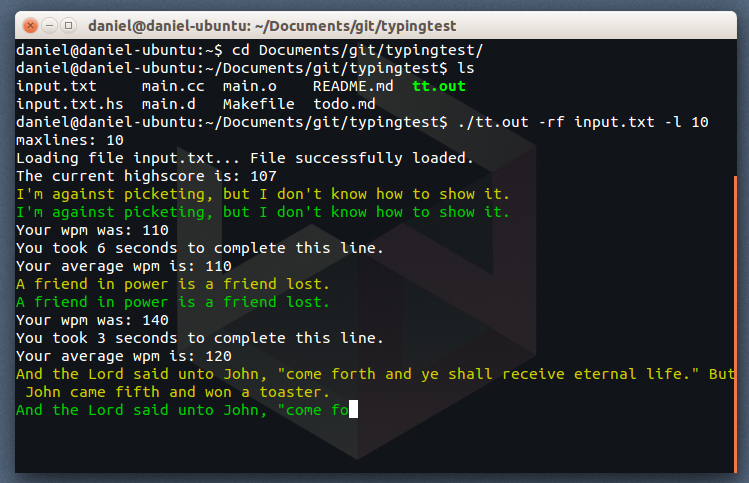 daniel@daniel-ubuntu: ~/Documents/git/typingtest
daniel@daniel-ubuntu:~$ cd Documents/git/typingtest/
daniel@daniel-ubuntu:~/Documents/git/typingtest$ ls
input.txt     main.cc  main.o    README.md  tt.out
input.txt.hs  main.d   Makefile  todo.md
daniel@daniel-ubuntu:~/Documents/git/typingtest$ ./tt.out -rf input.txt -l 10
maxlines: 10
Loading file input.txt... File successfully loaded.
The current highscore is: 107
I'm against picketing, but I don't know how to show it.
I'm against picketing, but I don't know how to show it.
Your wpm was: 110
You took 6 seconds to complete this line.
Your average wpm is: 110
A friend in power is a friend lost.
A friend in power is a friend lost.
Your wpm was: 140
You took 3 seconds to complete this line.
Your average wpm is: 120
And the Lord said unto John, "come forth and ye shall receive eternal life." But
 John came fifth and won a toaster.
And the Lord said unto John, "come fo